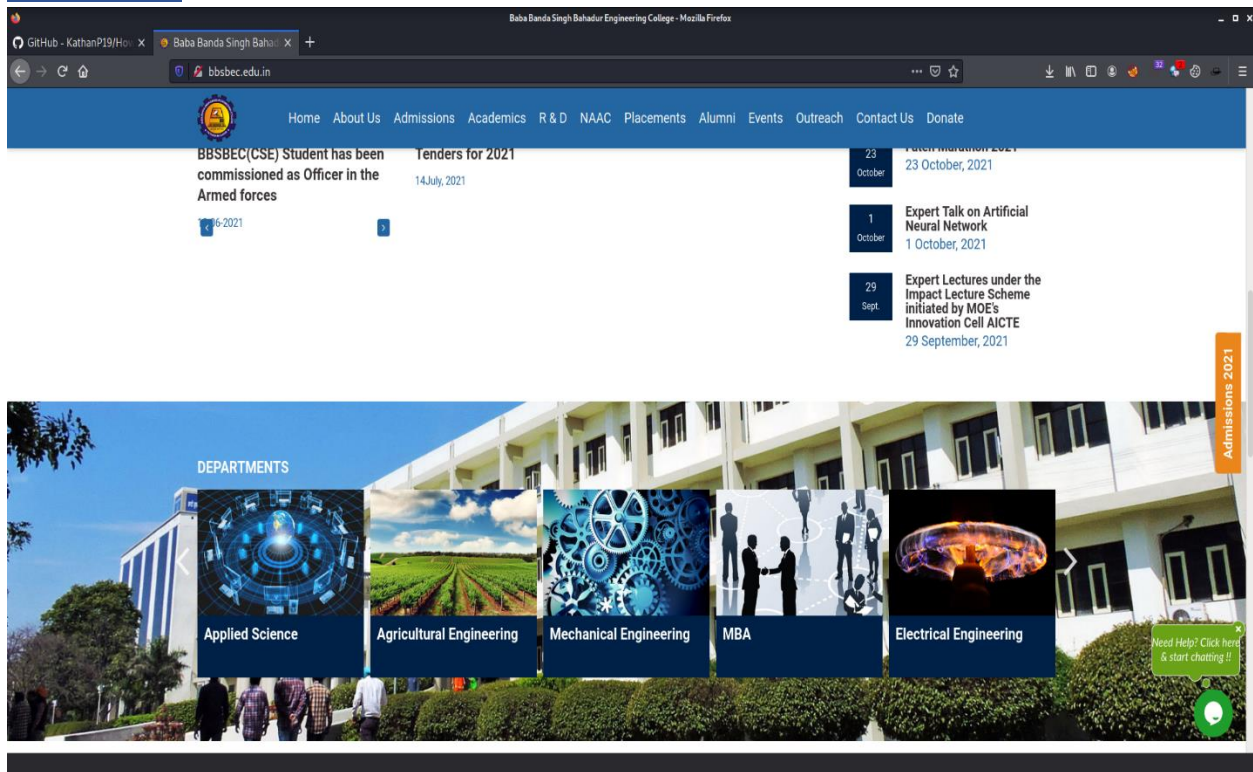 Baba Banda Singh Bahadur Engineering College - Mozilla Firefox
GitHub - KathanP19/How
Baba Banda Singh Bahad
bbsbec.edu.in
32
Home About Us Admissions Academics R & D NAAC Placements Alumni Events Outreach Contact Us Donate
BBSBEC(CSE) Student has been
commissioned as Officer in the
Armed forces
06-2021
Tenders for 2021
14July, 2021
23
October
23 October, 2021
1
October
Expert Talk on Artificial
Neural Network
1 October, 2021
29
Sept.
Expert Lectures under the
Impact Lecture Scheme
initiated by MOE's
Innovation Cell AICTE
29 September, 2021
Admissions 2021
DEPARTMENTS
Applied Science
Agricultural Engineering
Mechanical Engineering
MBA
Electrical Engineering
Need Help? Click here
& start chatting !!